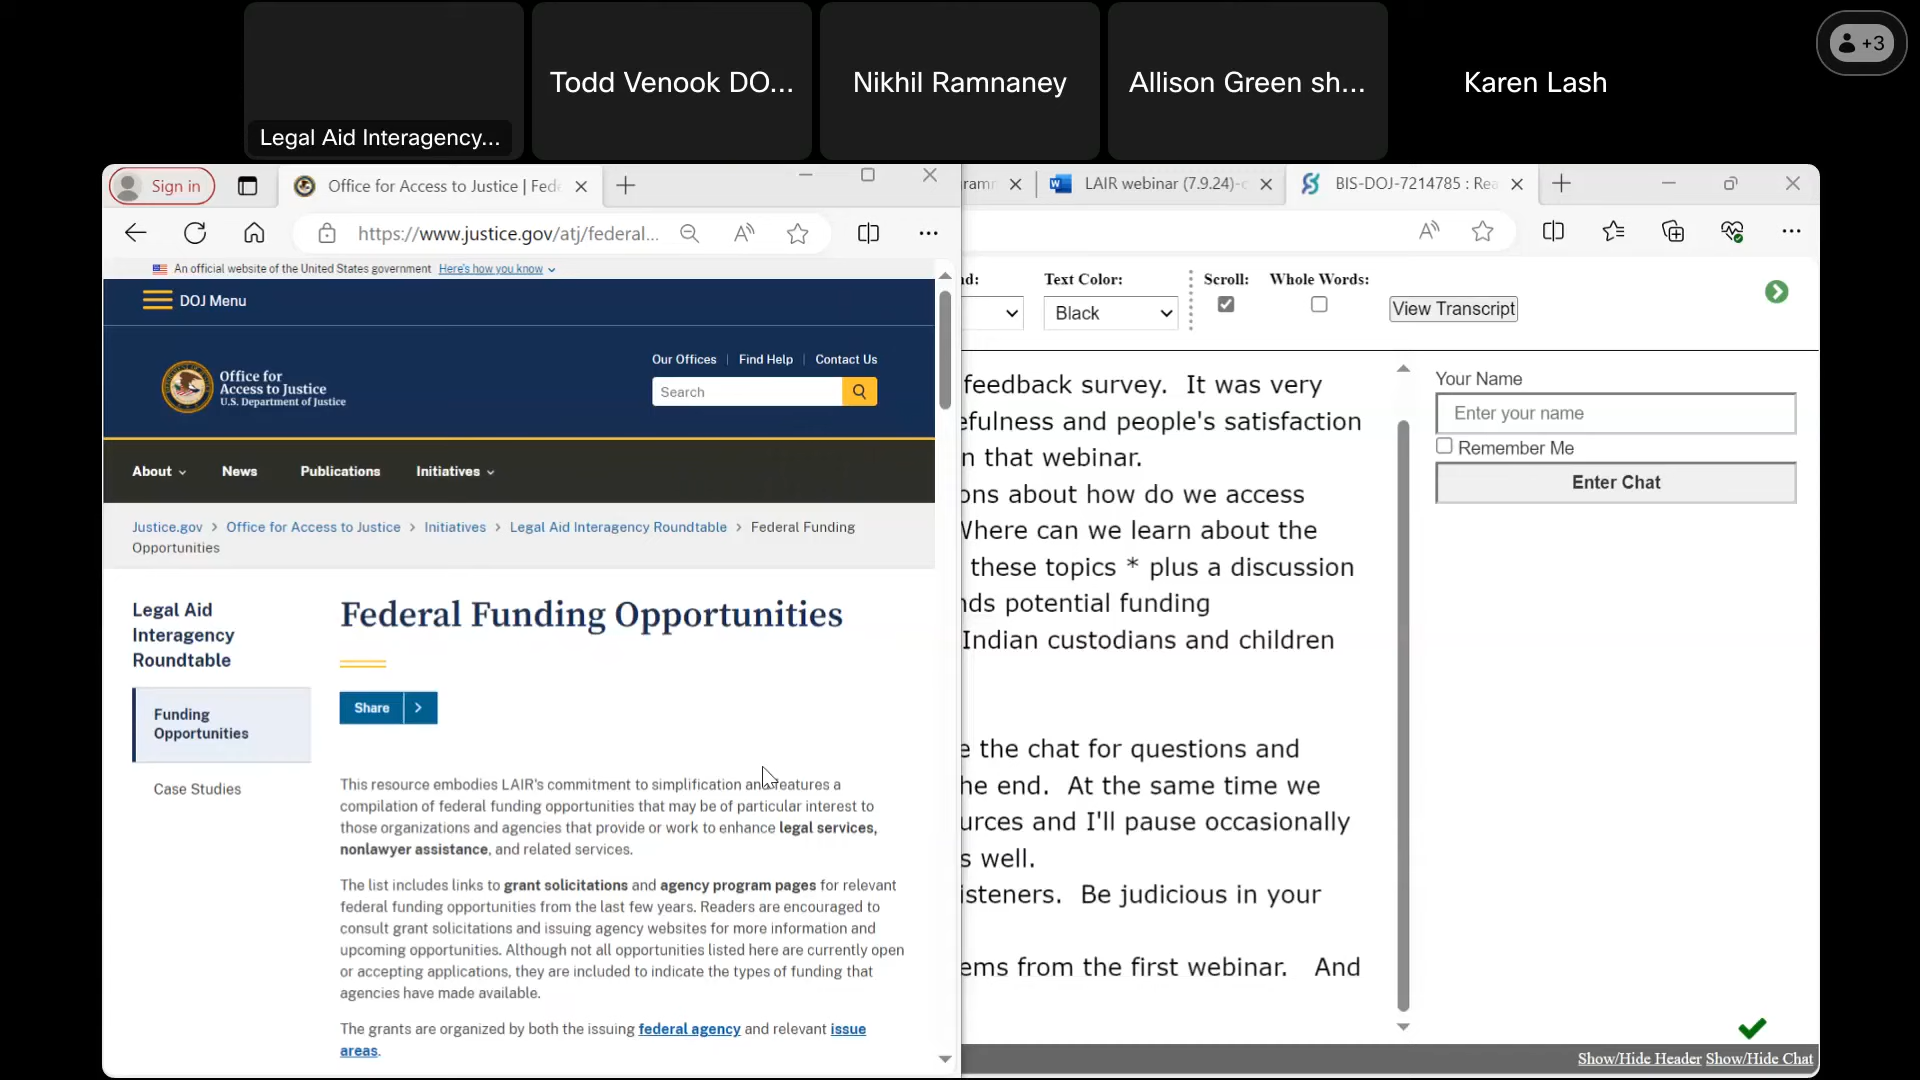 +3
Todd Venook DO...
Nikhil Ramnaney
Allison Green sh...
Karen Lash
Legal Aid Interagency...
Sign in
Office for Access to Justice | Fede
https://www.justice.gov/atj/federal...
An official website of the United States government Here's how you know
DOJ Menu
Our Offices | Find Help | Contact Us
Office for
Access to Justice
U.S. Department of Justice
Search
About
News
Publications
Initiatives
Justice.gov > Office for Access to Justice > Initiatives > Legal Aid Interagency Roundtable > Federal Funding
Opportunities
Legal Aid
Interagency
Roundtable
Funding
Opportunities
Case Studies
Federal Funding Opportunities
Share >
This resource embodies LAIR's commitment to simplification and features a
compilation of federal funding opportunities that may be of particular interest to
those organizations and agencies that provide or work to enhance legal services,
nonlawyer assistance, and related services.
The list includes links to grant solicitations and agency program pages for relevant
federal funding opportunities from the last few years. Readers are encouraged to
consult grant solicitations and issuing agency websites for more information and
upcoming opportunities. Although not all opportunities listed here are currently open
or accepting applications, they are included to indicate the types of funding that
agencies have made available.
The grants are organized by both the issuing federal agency and relevant issue
areas.
LAIR webinar (7.9.24)-c
BIS-DOJ-7214785 : Rea
nd:
Text Color:
Black
Scroll:
Whole Words:
View Transcript
feedback survey. It was very
efulness and people's satisfaction
n that webinar.
ons about how do we access
Where can we learn about the
these topics * plus a discussion
nds potential funding
Indian custodians and children
e the chat for questions and
he end. At the same time we
urces and I'll pause occasionally
s well.
isteners. Be judicious in your
ems from the first webinar. And
Your Name
Enter your name
Remember Me
Enter Chat
Show/Hide Header Show/Hide Chat